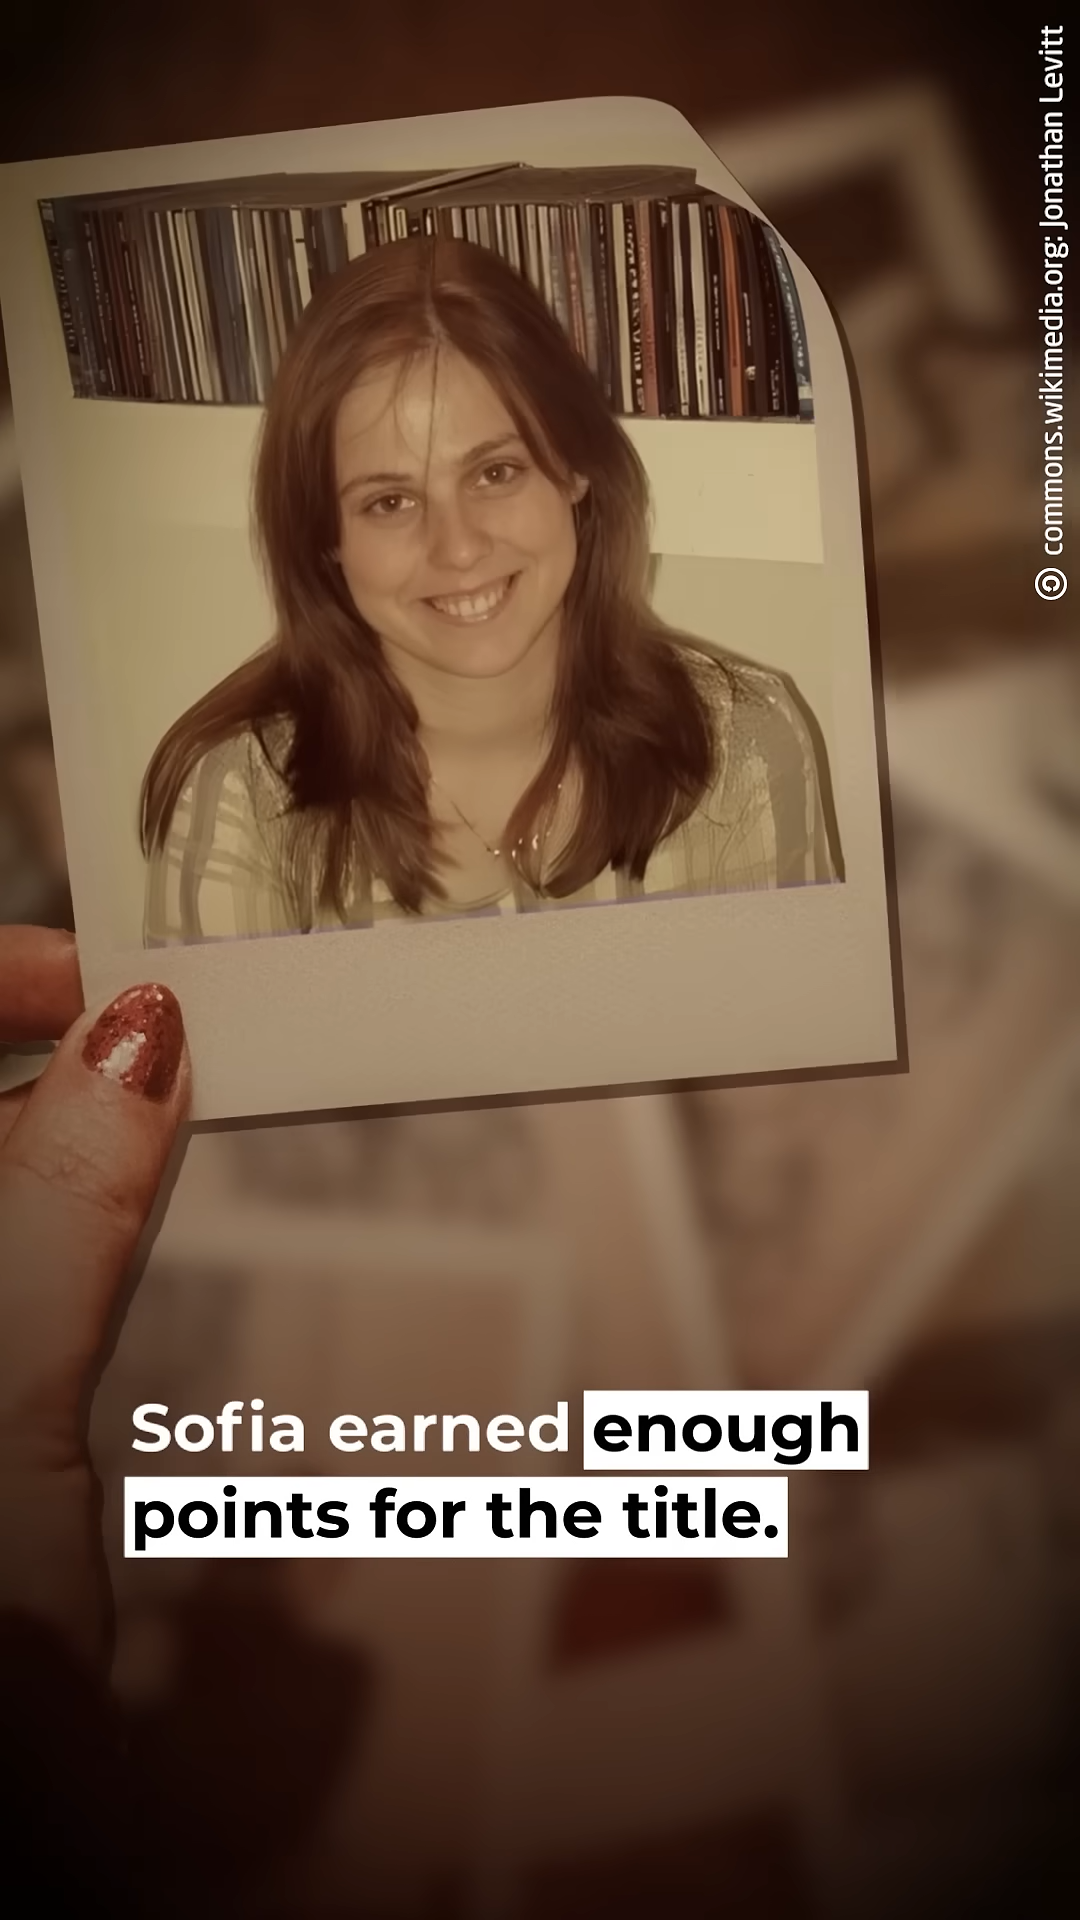 © commons.wikimedia.org: Jonathan Levitt
Sofia earned enough
points for the title.